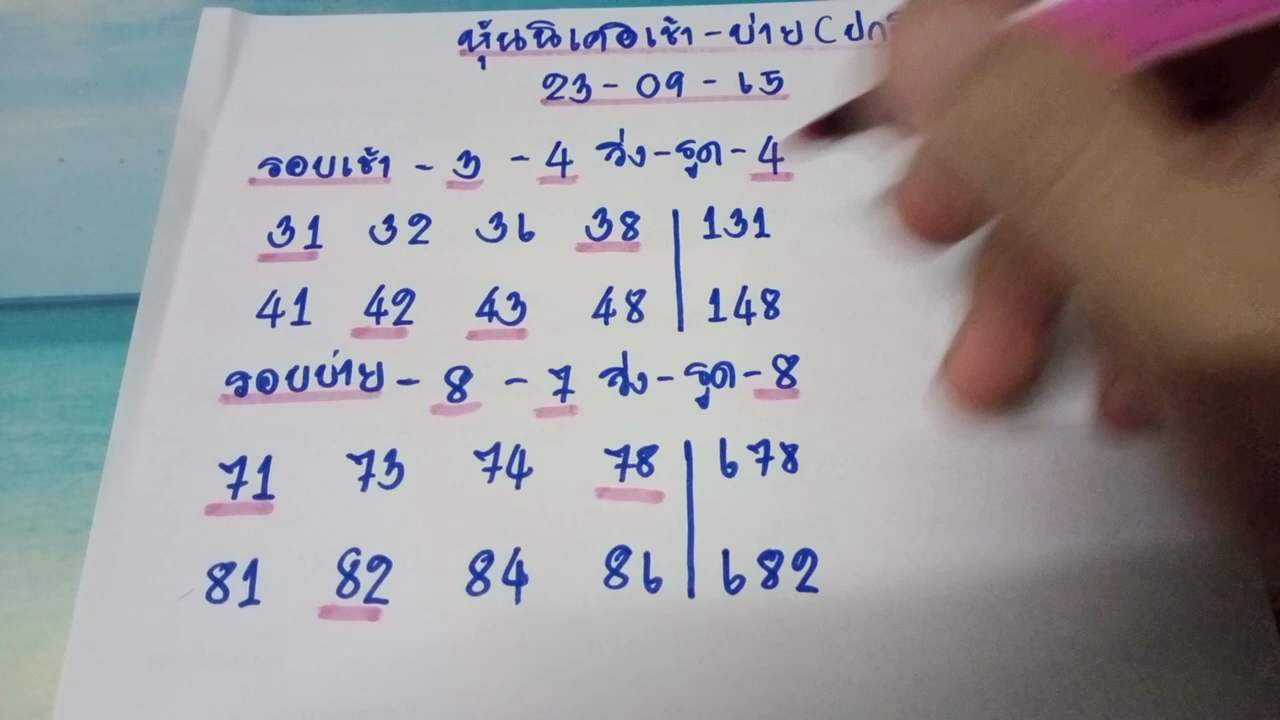 หุ้นนิเคอิเช้า-บ่าย (ปก
23-09-65
รอบเช้า - 3 - 4 วิ่ง-รูด-4
31 32 36 38 | 131
41 42 43 48 | 148
รอบบ่าย - 8 - 7 วิ่ง-รูด-8
71 73 74 78 | 678
81 82 84 86 | 682